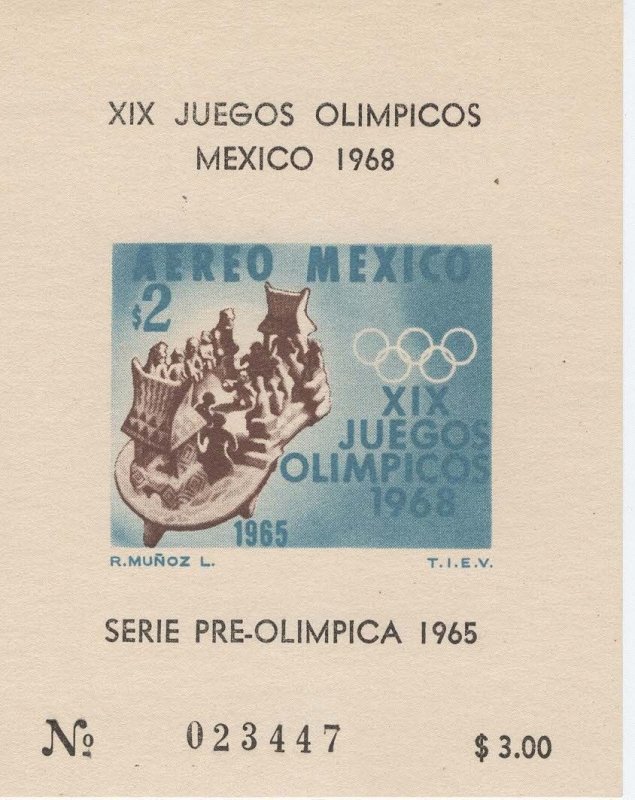 XIX JUEGOS OLIMPICOS
MEXICO 1968
AEREO MEXICO
$2
XIX
JUEGOS
OLIMPICOS
1968
1965
R. MUÑOZ L.
T.I.E.V.
SERIE PRE-OLIMPICA 1965
Nº 023447 $ 3.00